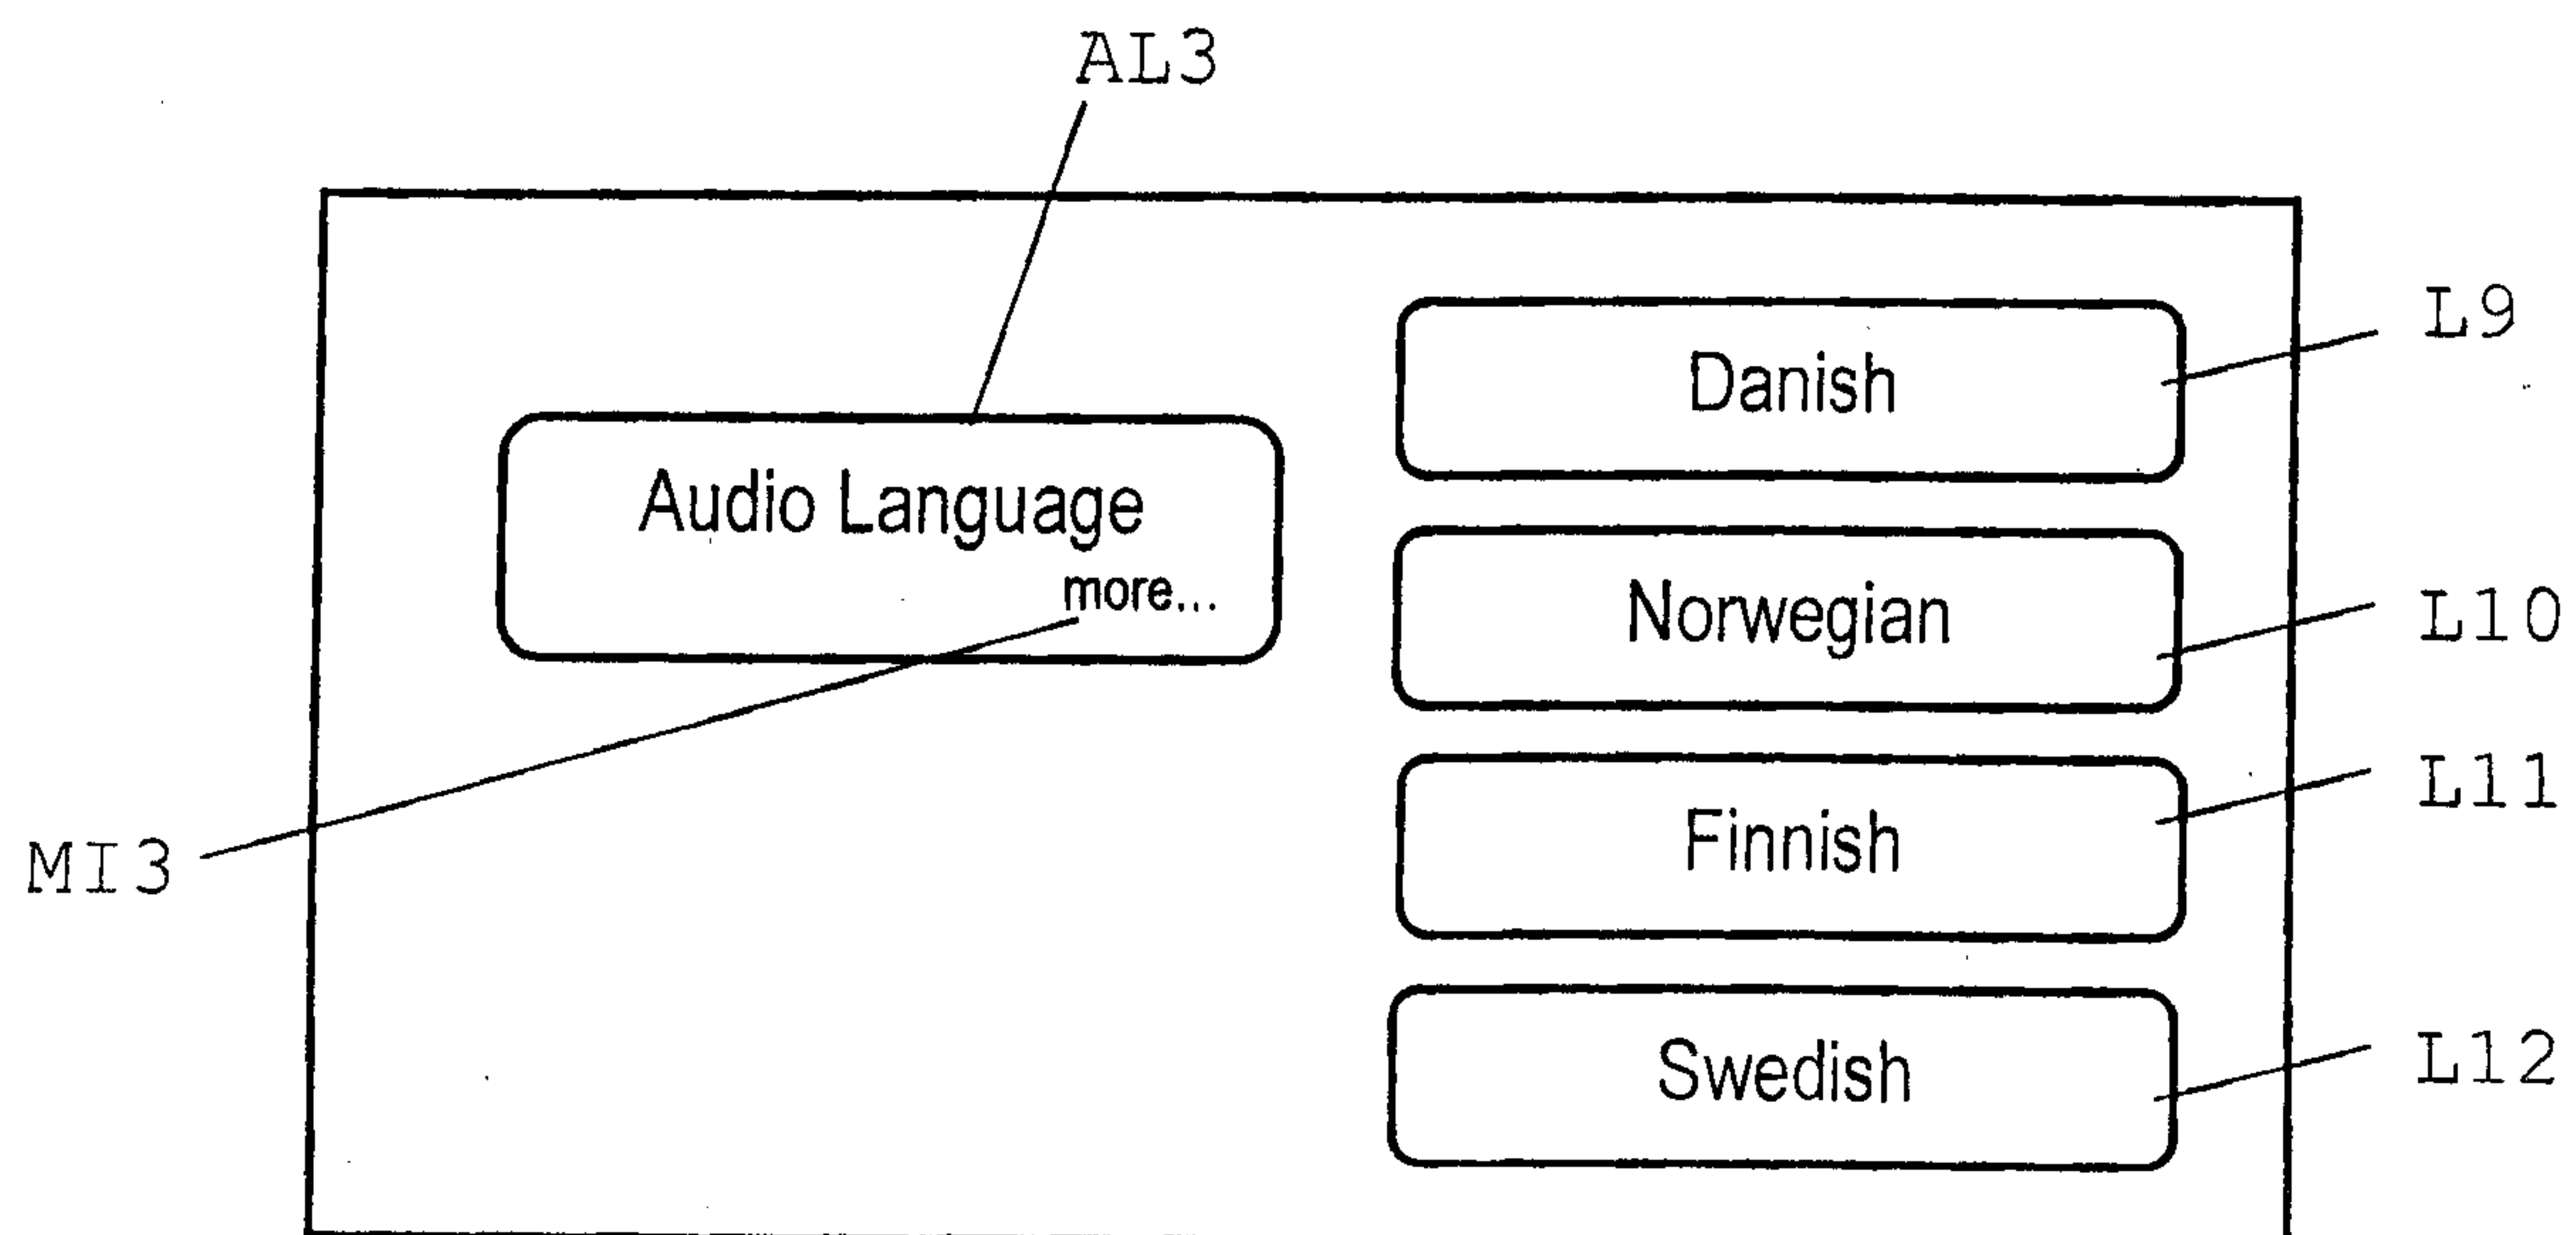 AL3
Danish
L9
Audio Language
more...
Norwegian
L10
Finnish
L11
MI3
Swedish
L12